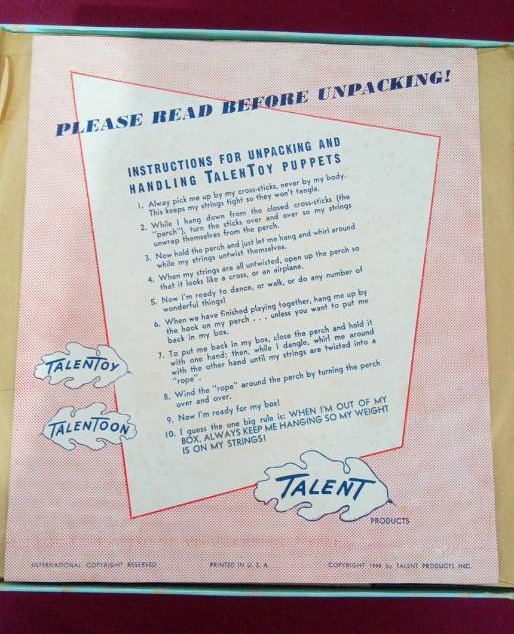 PLEASE READ BEFORE UNPACKING!
INSTRUCTIONS FOR UNPACKING AND
HANDLING TALENTOY PUPPETS
1. Alway pick me up by my cross-sticks, never by my body.
This keeps my strings tight so they won't tangle.
2. While I hang down from the closed cross-sticks [the
"perch"], turn the sticks over and over so my strings
unwrap themselves from the perch.
3. Now hold the perch and just let me hang and whirl around
while my strings untwist themselves.
4. When my strings are all untwisted, open up the perch so
that it looks like a cross, or an airplane.
5. Now I'm ready to dance, or walk, or do any number of
wonderful things!
6. When we have finished playing together, hang me up by
the hook on my perch . . . unless you want to put me
back in my box.
7. To put me back in my box, close the perch and hold it
with one hand; then, while I dangle, whirl me around
with the other hand until my strings are twisted into a
"rope".
8. Wind the "rope" around the perch by turning the perch
over and over.
9. Now I'm ready for my box!
10. I guess the one big rule is: WHEN I'M OUT OF MY
BOX, ALWAYS KEEP ME HANGING SO MY WEIGHT
IS ON MY STRINGS!
TALENTOY
TALENTOON
TALENT
PRODUCTS
INTERNATIONAL COPYRIGHT RESERVED
PRINTED IN U. S. A.
COPYRIGHT 1948 by TALENT PRODUCTS INC.